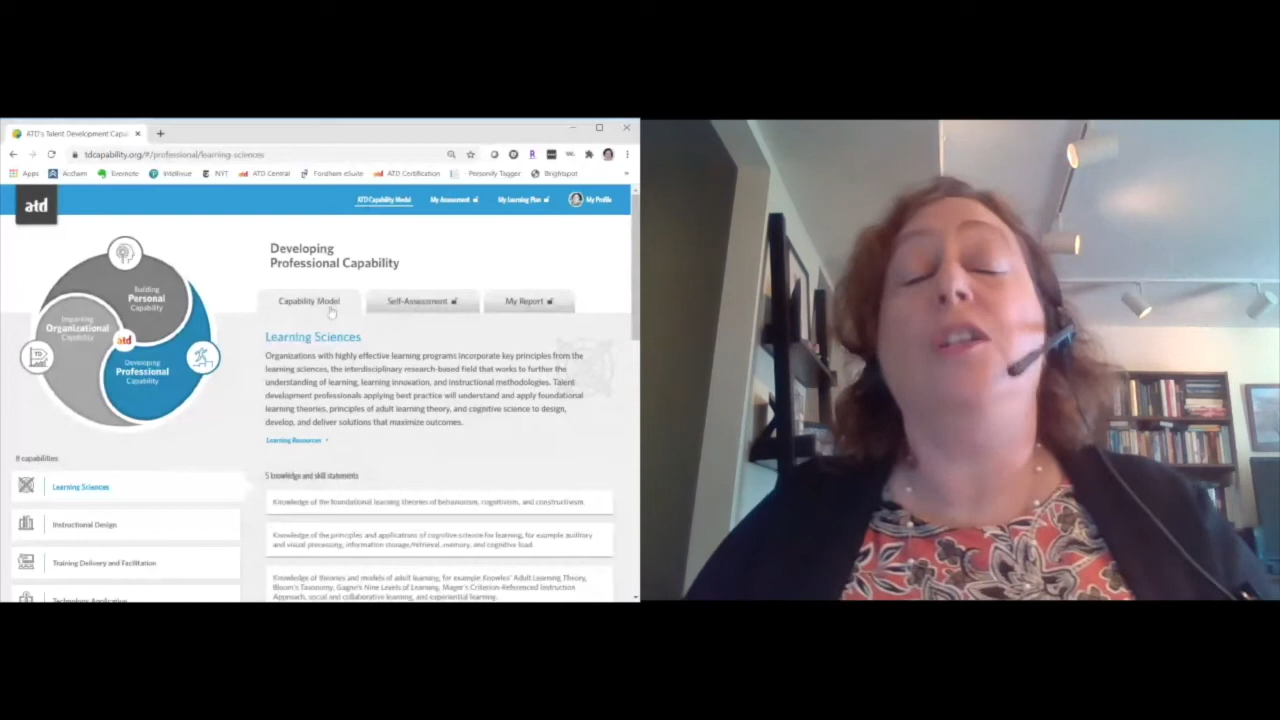 ATD's Talent Development Capa
tdcapability.org/#/professional/learning-sciences
Apps Acclaim Evernote Intellivue NYT ATD Central Fordham eSuite ATD Certification Personify Tagger Brightspot
atd
ATD Capability Model My Assessment My Learning Plan My Profile
Building
Personal
Capability
Impacting
Organizational
Capability
atd
Developing
Professional
Capability
TD
Developing
Professional Capability
Capability Model Self-Assessment My Report
Learning Sciences
Organizations with highly effective learning programs incorporate key principles from the
learning sciences, the interdisciplinary research-based field that works to further the
understanding of learning, learning innovation, and instructional methodologies. Talent
development professionals applying best practice will understand and apply foundational
learning theories, principles of adult learning theory, and cognitive science to design,
develop, and deliver solutions that maximize outcomes.
Learning Resources
8 capabilities
Learning Sciences
Instructional Design
Training Delivery and Facilitation
Technology Application
5 knowledge and skill statements
Knowledge of the foundational learning theories of behaviorism, cognitivism, and constructivism.
Knowledge of the principles and applications of cognitive science for learning, for example auditory
and visual processing, information storage/retrieval, memory, and cognitive load.
Knowledge of theories and models of adult learning, for example Knowles' Adult Learning Theory,
Bloom's Taxonomy, Gagne's Nine Levels of Learning, Mager's Criterion-Referenced Instruction
Approach, social and collaborative learning, and experiential learning.